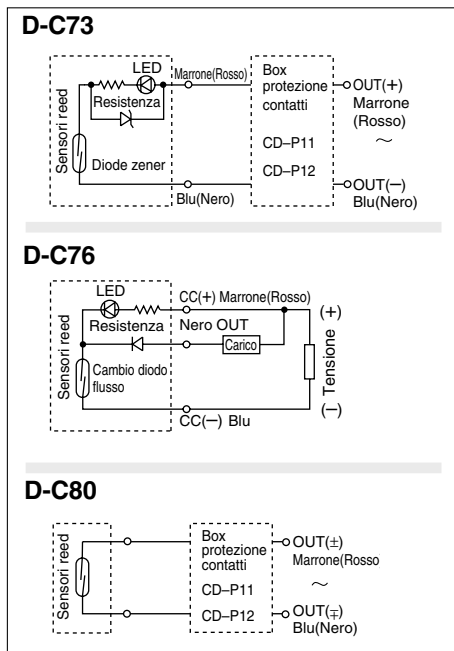 D-C73
LED
Marrone(Rosso)
Resistenza
Diode zener
Sensori reed
Blu(Nero)
Box
protezione
contatti
CD–P11
CD–P12
OUT(+)
Marrone
(Rosso)
~
OUT(−)
Blu(Nero)
D-C76
LED
CC(+) Marrone(Rosso)
Resistenza
Nero OUT
Carico
Cambio diodo
flusso
Sensori reed
CC(−) Blu
(+)
Tensione
(−)
D-C80
Sensori reed
Box
protezione
contatti
CD–P11
CD–P12
OUT(±)
Marrone(Rosso
~
OUT(∓)
Blu(Nero)